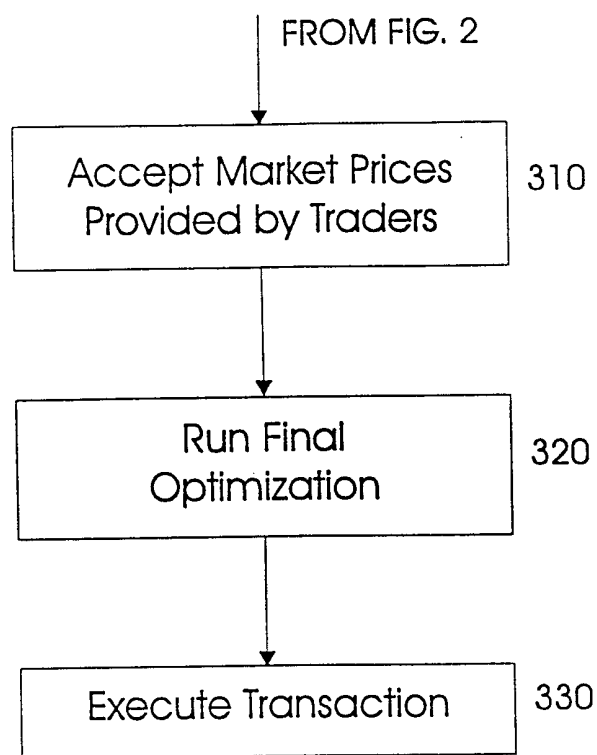 FROM FIG. 2
Accept Market Prices
Provided by Traders
310
Run Final
Optimization
320
Execute Transaction
330